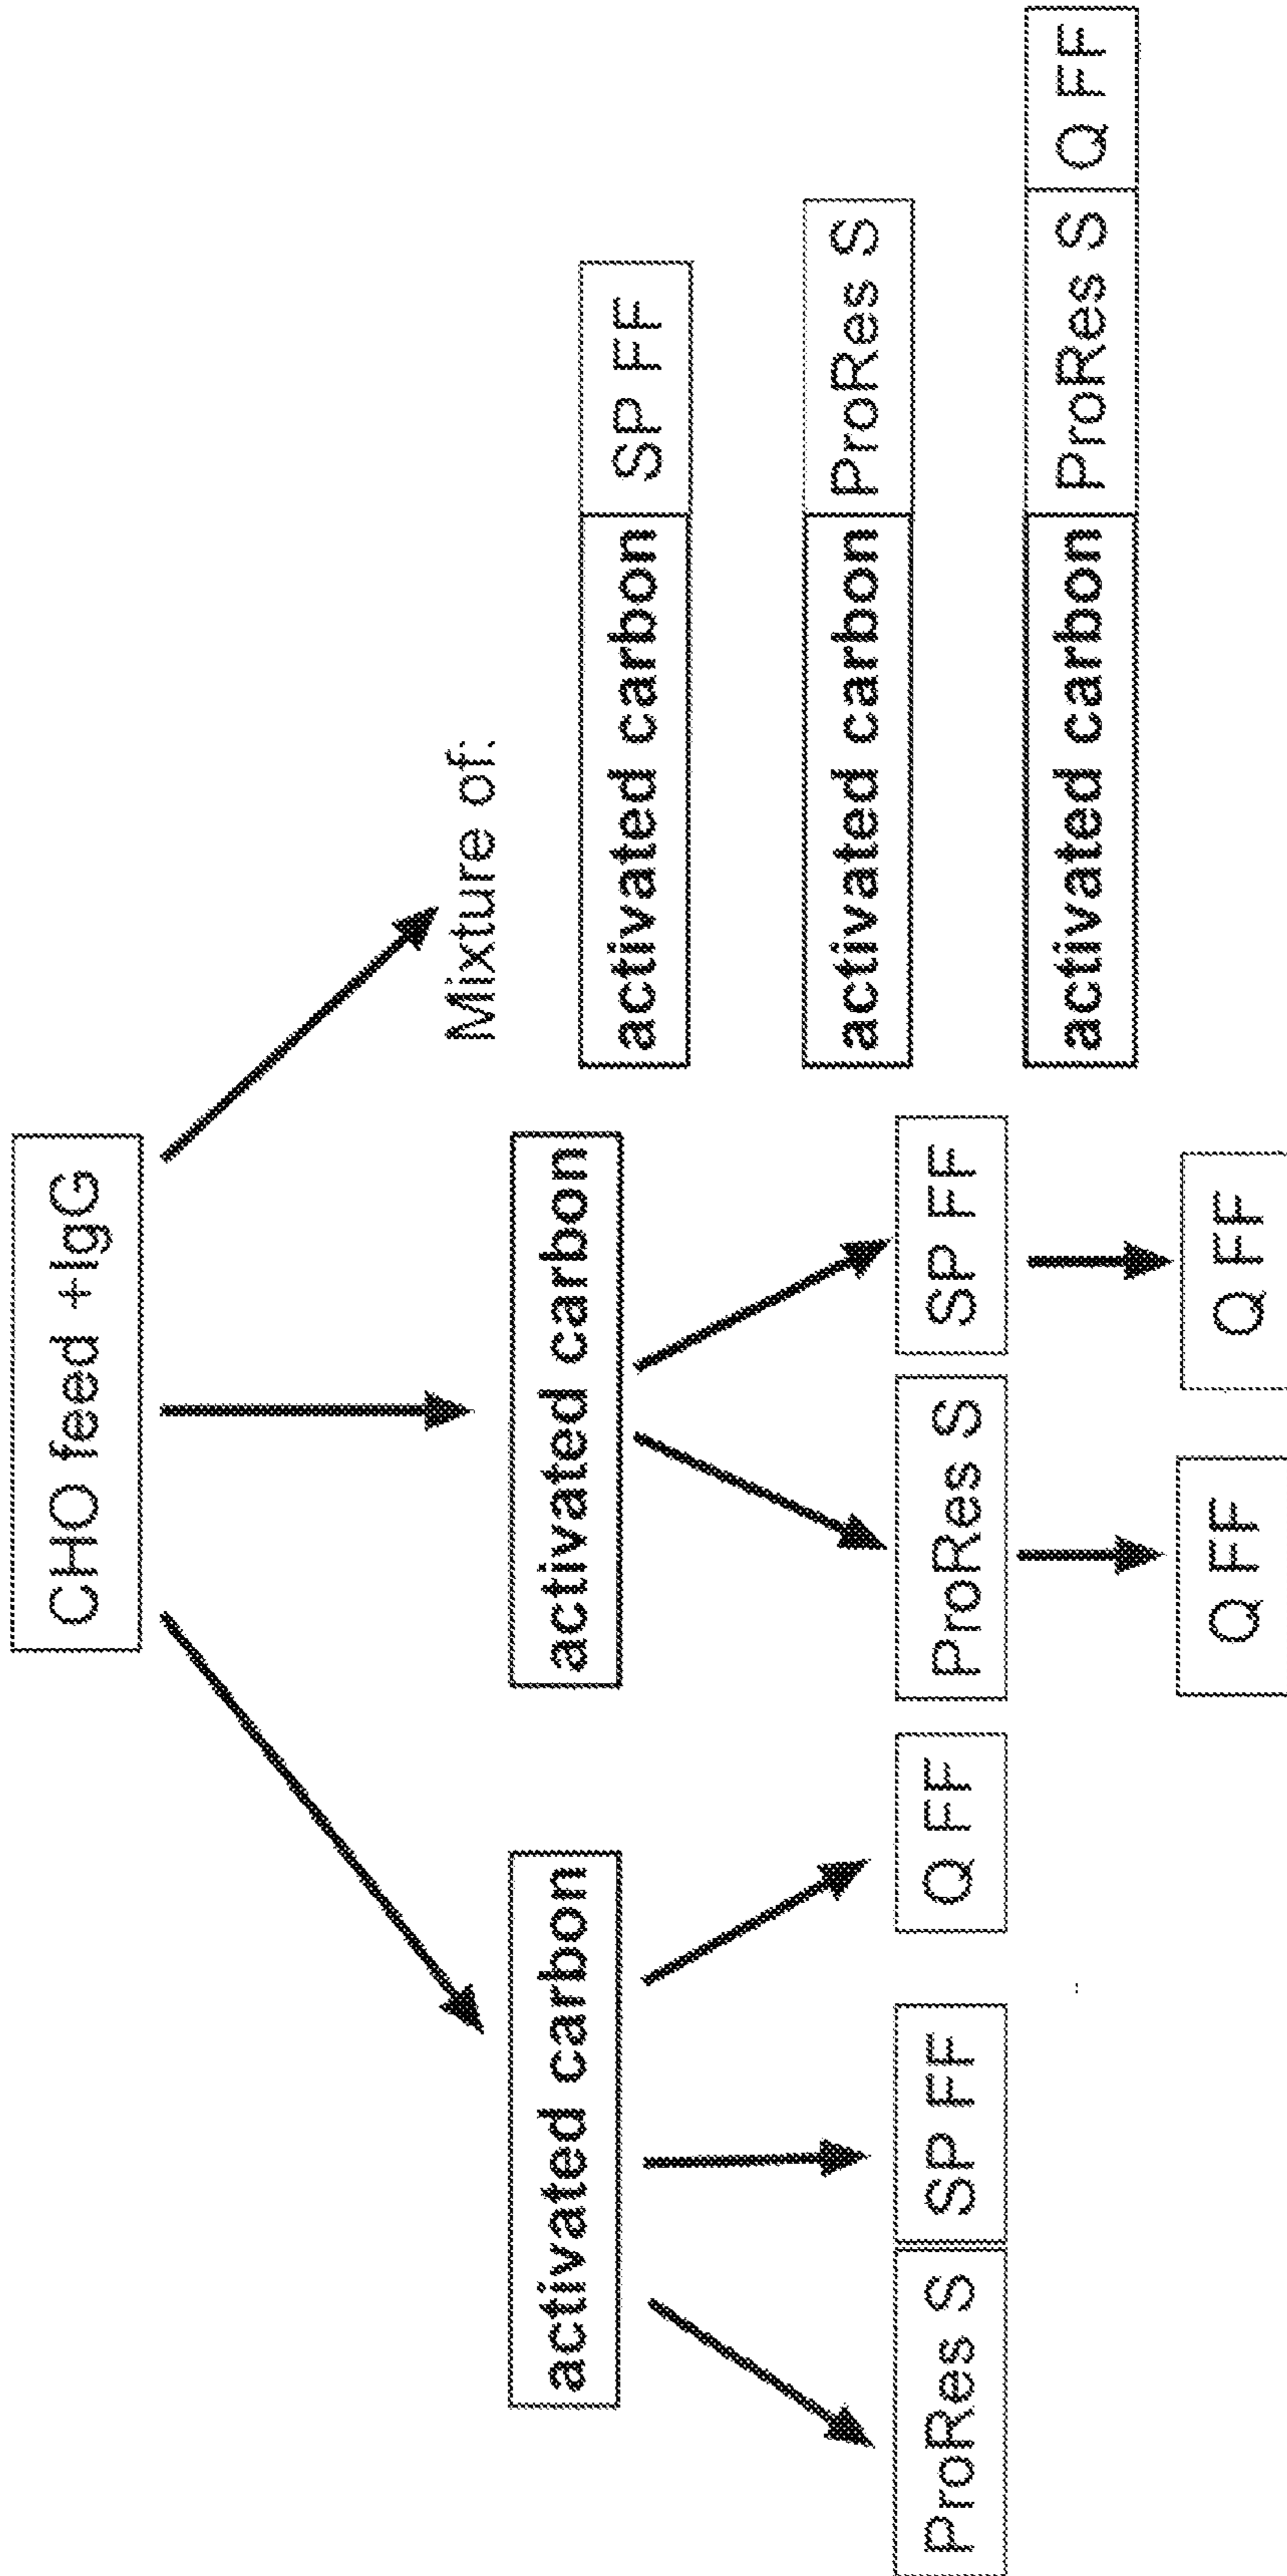 CHO feed +IgG
Mixture of:
activated carbon
activated carbon
activated carbon SP FF
activated carbon ProRes S
ProRes S
SP FF
Q FF
ProRes S
SP FF
activated carbon ProRes S Q FF
Q FF
Q FF